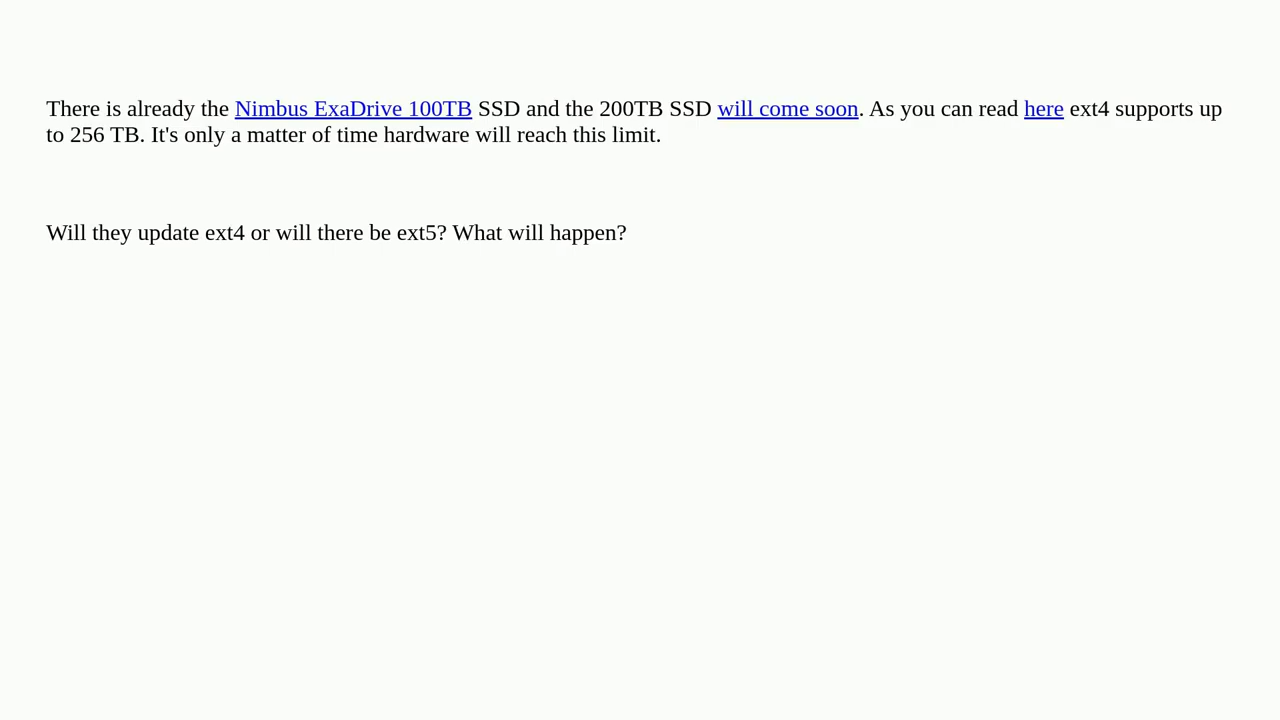 There is already the Nimbus ExaDrive 100TB SSD and the 200TB SSD will come soon. As you can read here ext4 supports up
to 256 TB. It's only a matter of time hardware will reach this limit.
Will they update ext4 or will there be ext5? What will happen?